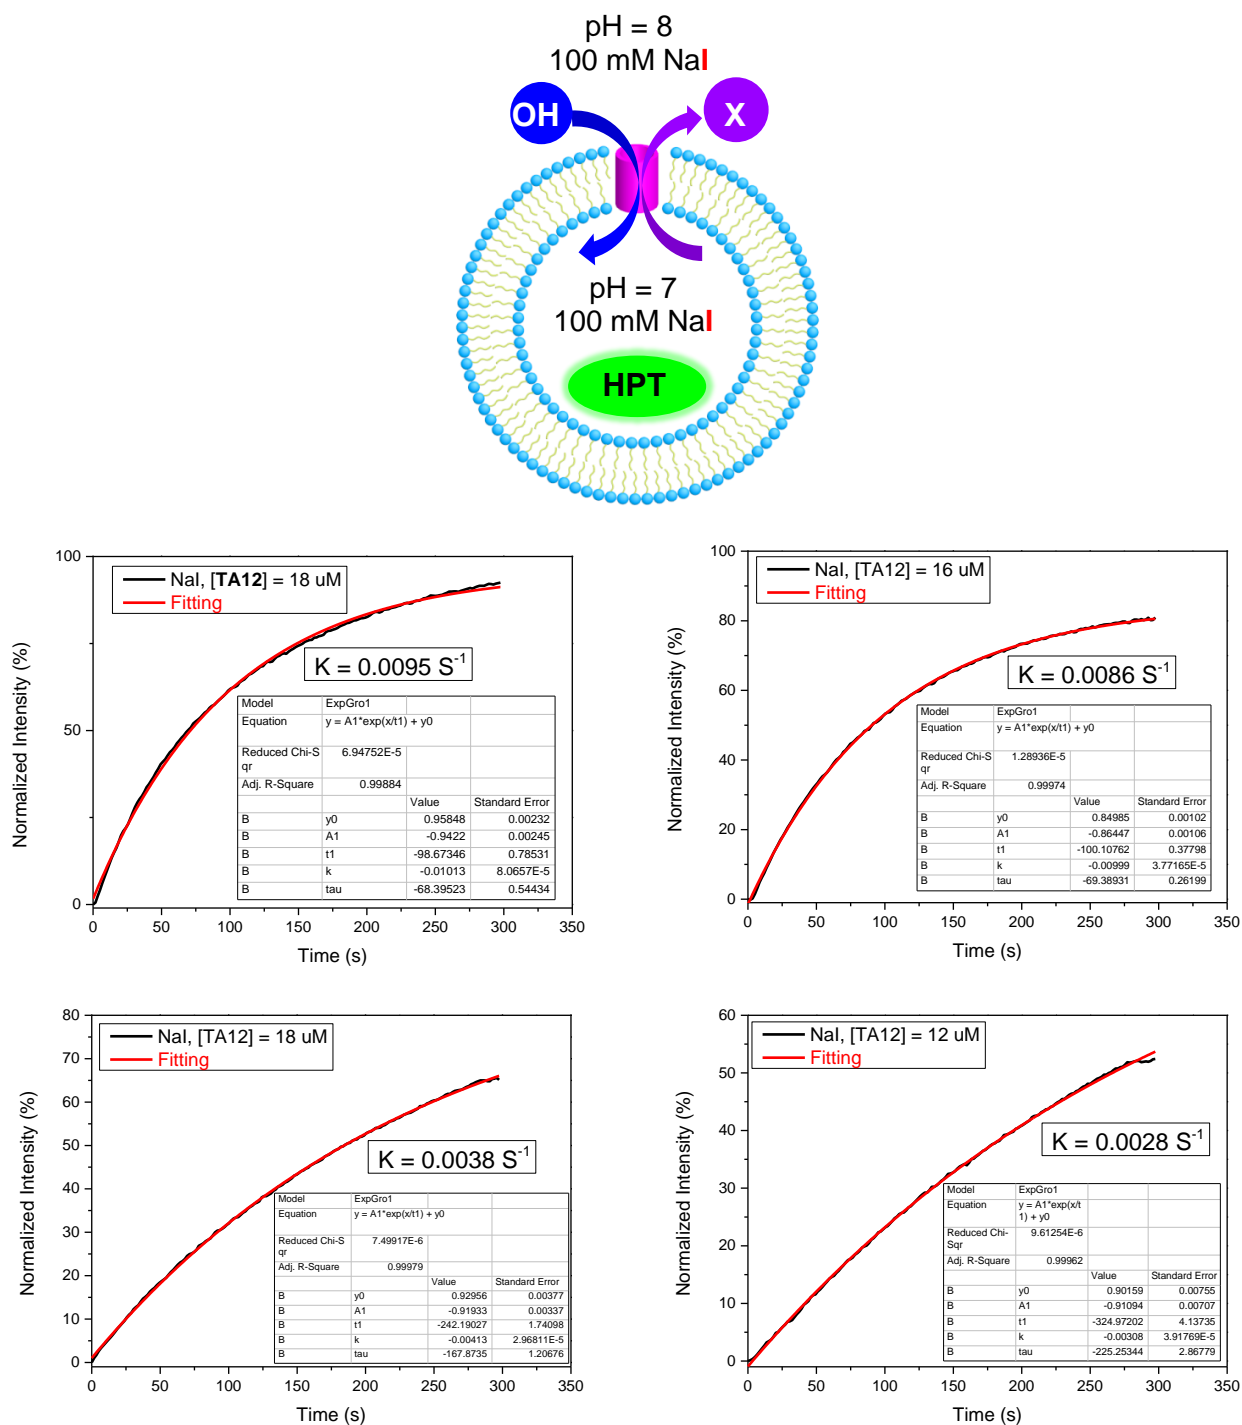 pH = 8
100 mM NaI
OH
X
pH = 7
100 mM NaI
HPT
100
50
0
0 50 100 150 200 250 300 350
Normalized Intensity (%)
Time (s)
NaI, [TA12] = 18 uM
Fitting
K = 0.0095 S-1
Model ExpGro1
Equation y = A1*exp(x/t1) + y0
Reduced Chi-S
qr 6.94752E-5
Adj. R-Square 0.99884
Value Standard Error
B y0 0.95848 0.00232
B A1 -0.9422 0.00245
B t1 -98.67346 0.78531
B k -0.01013 8.0657E-5
B tau -68.39523 0.54434
100
80
60
40
20
0
0 50 100 150 200 250 300 350
Normalized Intensity (%)
Time (s)
NaI, [TA12] = 16 uM
Fitting
K = 0.0086 S-1
Model ExpGro1
Equation y = A1*exp(x/t1) + y0
Reduced Chi-S
qr 1.28936E-5
Adj. R-Square 0.99974
Value Standard Error
B y0 0.84985 0.00102
B A1 -0.86447 0.00106
B t1 -100.10762 0.37798
B k -0.00999 3.77165E-5
B tau -69.38931 0.26199
80
70
60
50
40
30
20
10
0
0 50 100 150 200 250 300 350
Normalized Intensity (%)
Time (s)
NaI, [TA12] = 18 uM
Fitting
K = 0.0038 S-1
Model ExpGro1
Equation y = A1*exp(x/t1) + y0
Reduced Chi-S
qr 7.49917E-6
Adj. R-Square 0.99979
Value Standard Error
B y0 0.92956 0.00377
B A1 -0.91933 0.00337
B t1 -242.19027 1.74098
B k -0.00413 2.96811E-5
B tau -167.8735 1.20676
60
50
40
30
20
10
0
0 50 100 150 200 250 300 350
Normalized Intensity (%)
Time (s)
NaI, [TA12] = 12 uM
Fitting
K = 0.0028 S-1
Model ExpGro1
Equation y = A1*exp(x/t
1) + y0
Reduced Chi-
Sqr 9.61254E-6
Adj. R-Square 0.99962
Value Standard Error
B y0 0.90159 0.00755
B A1 -0.91094 0.00707
B t1 -324.97202 4.13735
B k -0.00308 3.91769E-5
B tau -225.25344 2.86779